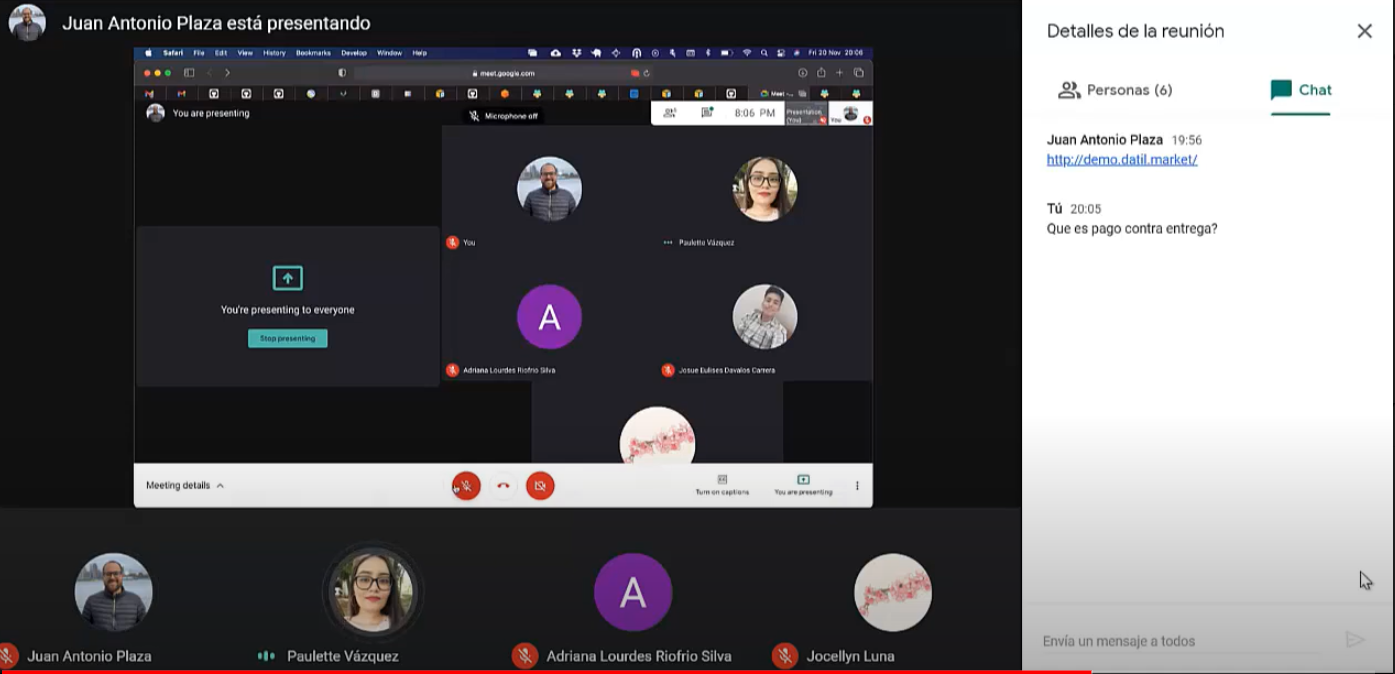 Juan Antonio Plaza está presentando
Safari File Edit View History Bookmarks Develop Window Help
Fri 20 Nov 20:06
meet.google.com
Meet -...
You are presenting
Microphone off
8:06 PM
Presentation (You)
You
You
Paulette Vázquez
You're presenting to everyone
Stop presenting
A
Adriana Lourdes Riofrio Silva
Josue Eulises Davalos Carrera
Meeting details
Turn on captions
You are presenting
A
Juan Antonio Plaza
Paulette Vázquez
Adriana Lourdes Riofrio Silva
Jocellyn Luna
Detalles de la reunión
Personas (6)
Chat
Juan Antonio Plaza 19:56
http://demo.datil.market/
Tú 20:05
Que es pago contra entrega?
Envía un mensaje a todos